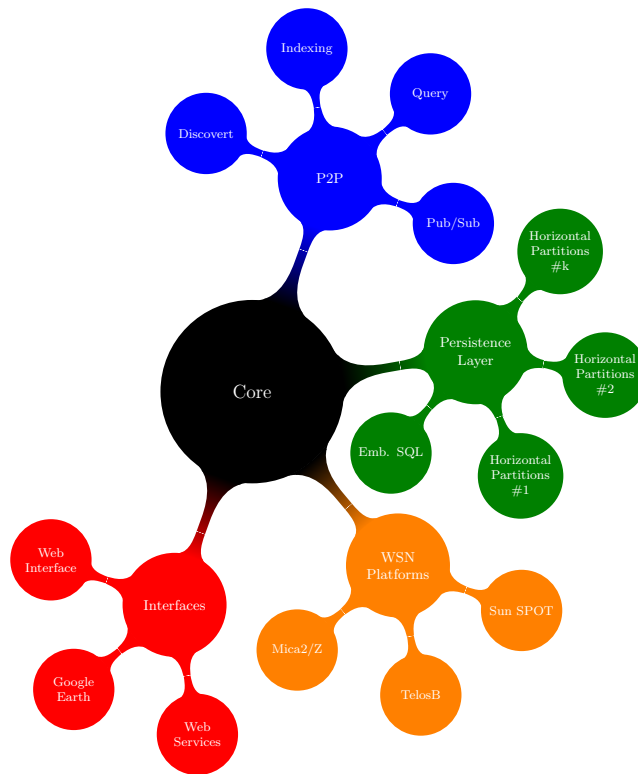 Indexing
Query
Discovert
P2P
Pub/Sub
Horizontal
Partitions
#k
Persistence
Layer
Horizontal
Partitions
#2
Core
Emb. SQL
Horizontal
Partitions
#1
Web
Interface
WSN
Platforms
Interfaces
Sun SPOT
Mica2/Z
Google
Earth
TelosB
Web
Services